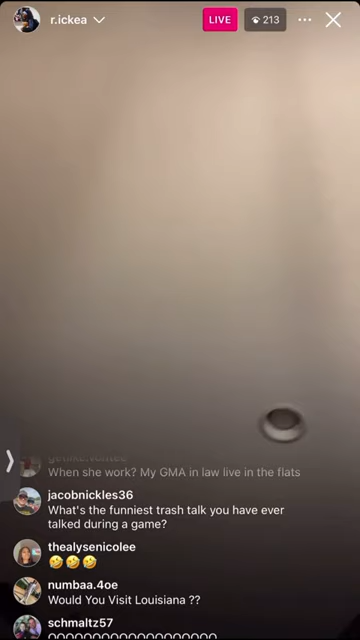 r.ickea
LIVE
213
When she work? My GMA in law live in the flats
jacobnickles36
What's the funniest trash talk you have ever
talked during a game?
thealysenicolee
🤣🤣🤣
numbaa.4oe
Would You Visit Louisiana ??
schmaltz57